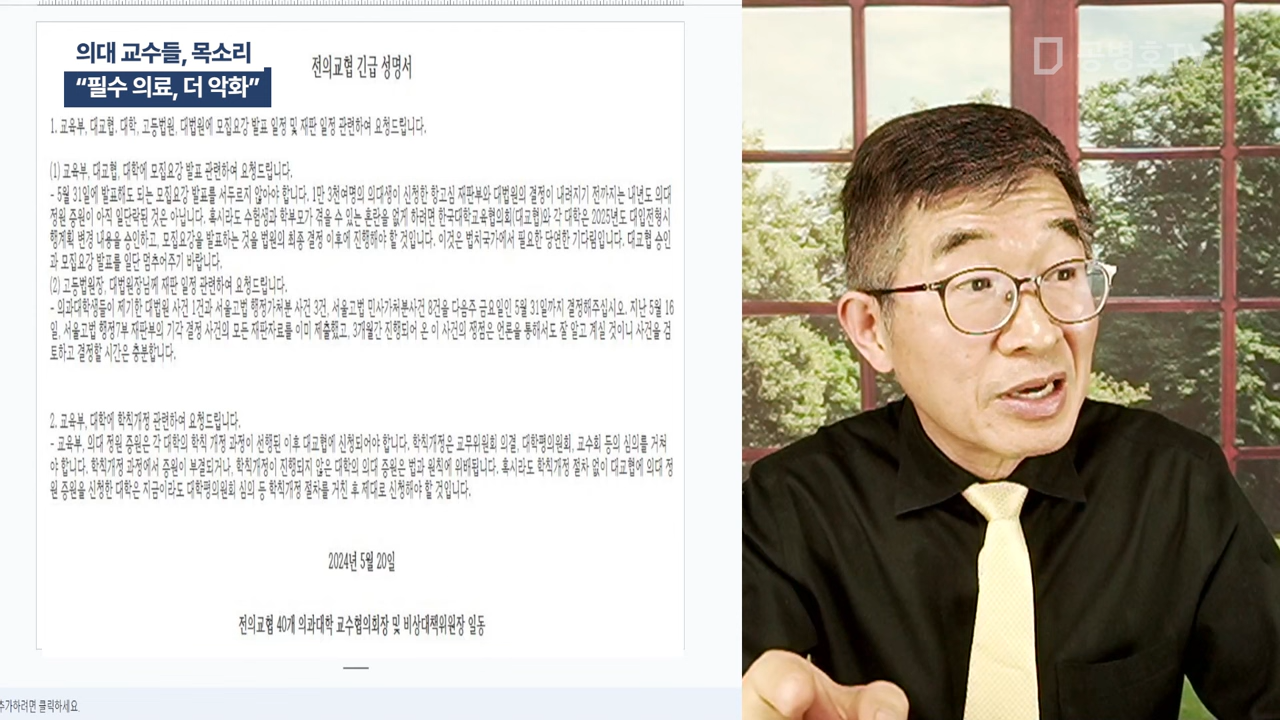 의대 교수들, 목소리
“필수 의료, 더 악화”
전의교협 긴급 성명서
공병호TV
1. 교육부, 대교협, 대학, 고등법원, 대법원에 모집요강 발표 일정 및 재판 일정 관련하여 요청드립니다.
(1) 교육부, 대교협, 대학에 모집요강 발표 관련하여 요청드립니다.
- 5월 31일에 발표해도 되는 모집요강 발표를 서두르지 않아야 합니다. 1만 3천여명의 의대생이 신청한 항고심 재판부와 대법원의 결정이 내려지기 전까지는 내년도 의대
정원 증원이 아직 일단락된 것은 아닙니다. 혹시라도 수험생과 학부모가 겪을 수 있는 혼란을 없게 하려면 한국대학교육협의회(대교협)와 각 대학은 2025년도 대입전형시
행계획 변경 내용을 승인하고, 모집요강을 발표하는 것을 법원의 최종 결정 이후에 진행해야 할 것입니다. 이것은 법치국가에서 필요한 당연한 기다림입니다. 대교협 승인
과 모집요강 발표를 일단 멈추어주기 바랍니다.
(2) 고등법원장, 대법원장님께 재판 일정 관련하여 요청드립니다.
- 의과대학생들이 제기한 대법원 사건 1건과 서울고법 행정가처분 사건 3건, 서울고법 민사가처분사건 8건을 다음주 금요일인 5월 31일까지 결정해주십시오. 지난 5월 16
일, 서울고법 행정7부 재판부의 기각 결정 사건의 모든 재판자료를 이미 제출했고, 3개월간 진행되어 온 이 사건의 쟁점은 언론을 통해서도 잘 알고 계실 것이니 사건을 검
토하고 결정할 시간은 충분합니다.
2. 교육부, 대학에 학칙개정 관련하여 요청드립니다.
- 교육부, 의대 정원 증원은 각 대학의 학칙 개정 과정이 선행된 이후 대교협에 신청되어야 합니다. 학칙개정은 교무위원회 의결, 대학평의원회, 교수회 등의 심의를 거쳐
야 합니다. 학칙개정 과정에서 증원이 부결되거나, 학칙개정이 진행되지 않은 대학의 의대 증원은 법과 원칙에 위배됩니다. 혹시라도 학칙개정 절차 없이 대교협에 의대 정
원 증원을 신청한 대학은 지금이라도 대학평의원회 심의 등 학칙개정 절차를 거친 후 제대로 신청해야 할 것입니다.
2024년 5월 20일
전의교협 40개 의과대학 교수협의회장 및 비상대책위원장 일동
추가하려면 클릭하세요